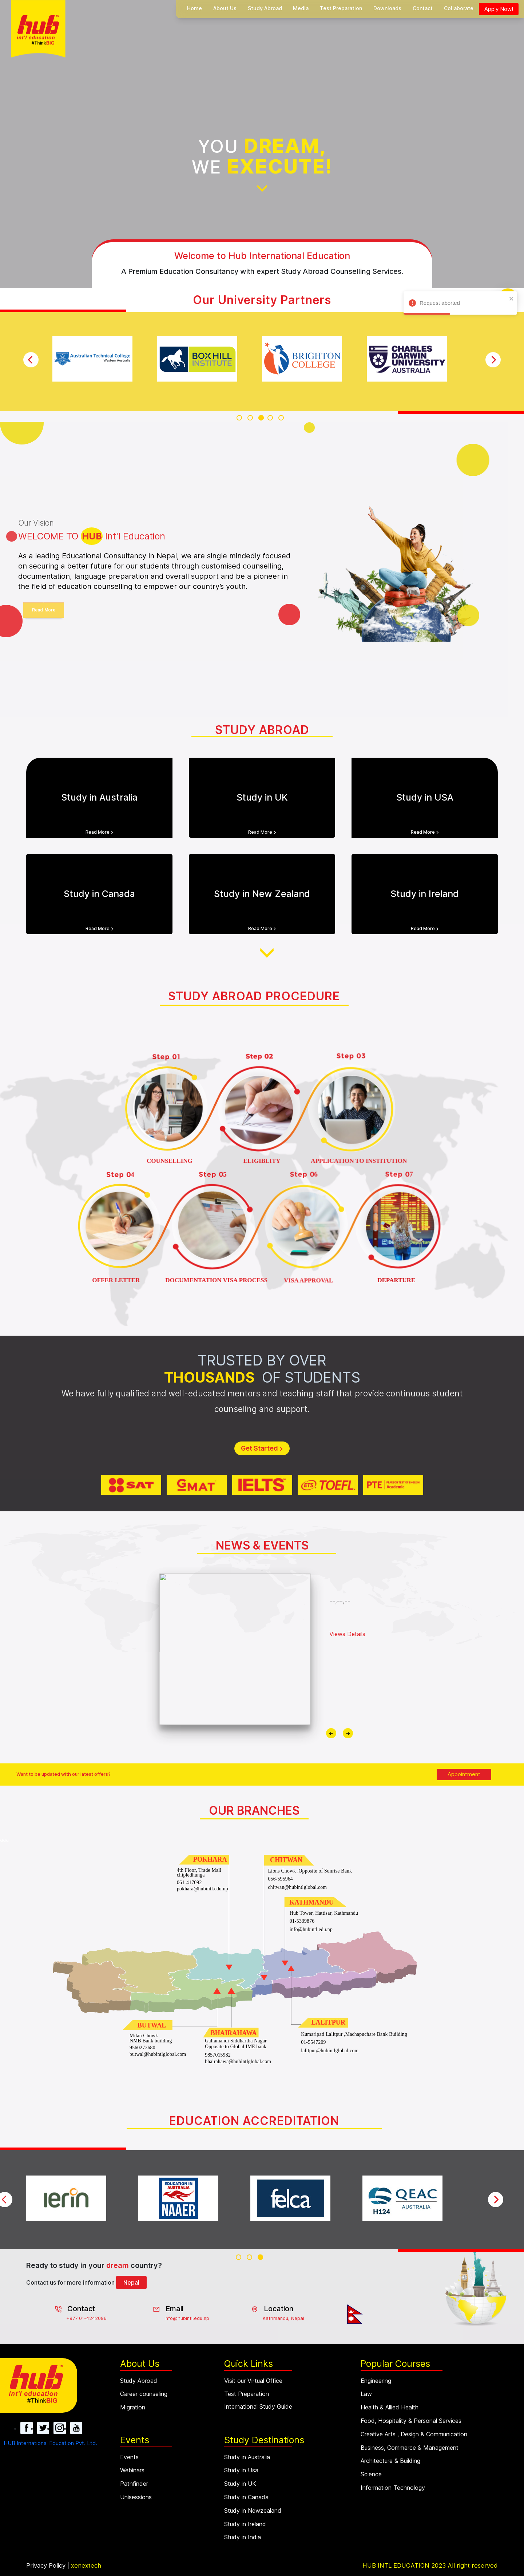 hub
int'l education
#ThinkBIG
Home About Us Study Abroad Media Test Preparation Downloads Contact Collaborate Apply Now!
YOU DREAM,
WE EXECUTE!
Welcome to Hub International Education
A Premium Education Consultancy with expert Study Abroad Counselling Services.
Our University Partners
Request aborted
Australian Technical College
Western Australia
BOX HILL
INSTITUTE
BRIGHTON
COLLEGE
CHARLES
DARWIN
UNIVERSITY
AUSTRALIA
Our Vision
WELCOME TO HUB Int'l Education
As a leading Educational Consultancy in Nepal, we are single mindedly focused
on securing a better future for our students through customised counselling,
documentation, language preparation and overall support and be a pioneer in
the field of education counselling to empower our country's youth.
Read More
STUDY ABROAD
Study in Australia
Read More >
Study in UK
Read More >
Study in USA
Read More >
Study in Canada
Read More >
Study in New Zealand
Read More >
Study in Ireland
Read More >
STUDY ABROAD PROCEDURE
Step 01 Step 02 Step 03
COUNSELLING ELIGIBLITY APPLICATION TO INSTITUTION
Step 04 Step 05 Step 06 Step 07
OFFER LETTER DOCUMENTATION VISA PROCESS VISA APPROVAL DEPARTURE
TRUSTED BY OVER
THOUSANDS OF STUDENTS
We have fully qualified and well-educated mentors and teaching staff that provide continuous student
counseling and support.
Get Started >
SAT GMAT IELTS ETS TOEFL PTE Academic
NEWS & EVENTS
--,--,--
Views Details
Want to be updated with our latest offers?
Appointment
OUR BRANCHES
POKHARA
4th Floor, Trade Mall
chipledhunga
061-417092
pokhara@hubintl.edu.np
CHITWAN
Lions Chowk ,Opposite of Sunrise Bank
056-595964
chitwan@hubintlglobal.com
KATHMANDU
Hub Tower, Hattisar, Kathmandu
01-5339876
info@hubintl.edu.np
BUTWAL
Milan Chowk
NMB Bank building
9560273680
butwal@hubintlglobal.com
BHAIRAHAWA
Gallamandi Siddhartha Nagar
Opposite to Global IME bank
9857015982
bhairahawa@hubintlglobal.com
LALITPUR
Kumaripati Lalitpur ,Machapuchare Bank Building
01-5547209
lalitpur@hubintlglobal.com
EDUCATION ACCREDITATION
ierin
EDUCATION IN
AUSTRALIA
NAAER
felca
QEAC
AUSTRALIA
H124
Ready to study in your dream country?
Contact us for more information Nepal
Contact
+977 01-4242096
Email
info@hubintl.edu.np
Location
Kathmandu, Nepal
hub
int'l education
#ThinkBIG
HUB International Education Pvt. Ltd.
About Us
Study Abroad
Career counseling
Migration
Events
Events
Webinars
Pathfinder
Unisessions
Quick Links
Visit our Virtual Office
Test Preparation
International Study Guide
Study Destinations
Study in Australia
Study in Usa
Study in UK
Study in Canada
Study in Newzealand
Study in Ireland
Study in India
Popular Courses
Engineering
Law
Health & Allied Health
Food, Hospitality & Personal Services
Creative Arts , Design & Communication
Business, Commerce & Management
Architecture & Building
Science
Information Technology
Privacy Policy | xenextech
HUB INTL EDUCATION 2023 All right reserved